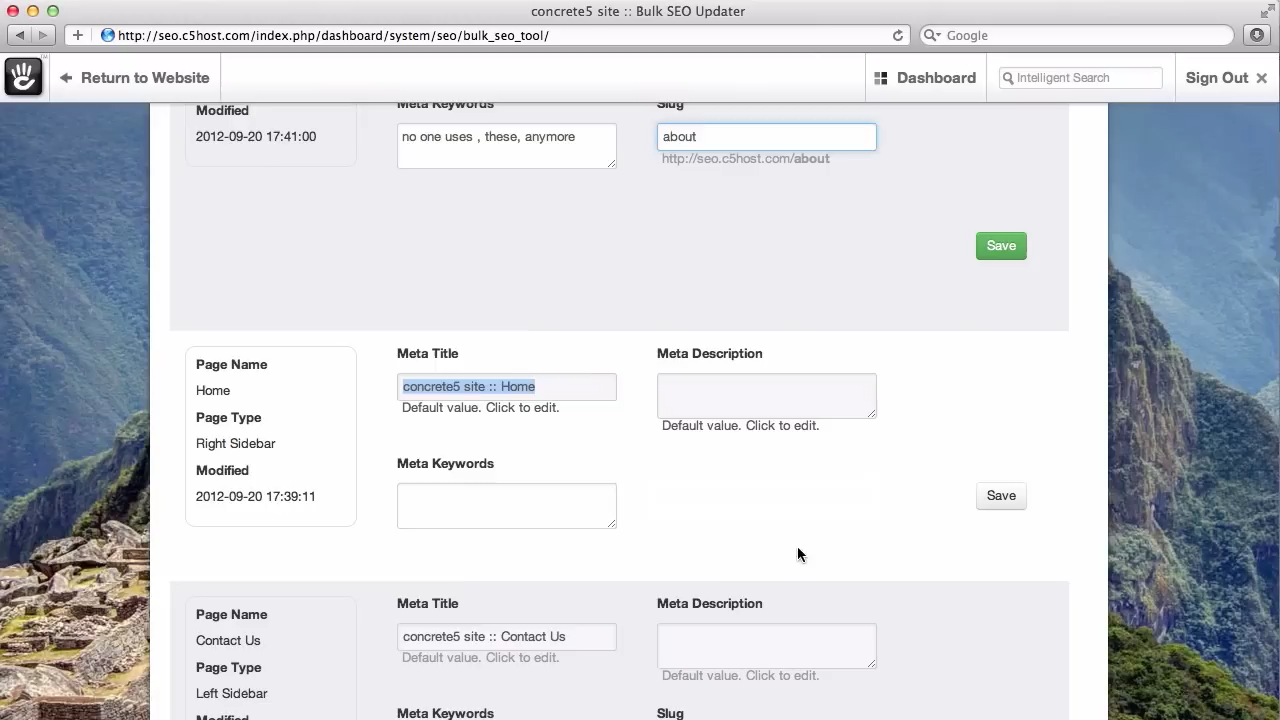 concrete5 site :: Bulk SEO Updater
http://seo.c5host.com/index.php/dashboard/system/seo/bulk_seo_tool/
Google
Return to Website
Dashboard
Intelligent Search
Sign Out
Modified
2012-09-20 17:41:00
Meta Keywords
no one uses , these, anymore
Slug
about
http://seo.c5host.com/about
Save
Page Name
Home
Page Type
Right Sidebar
Modified
2012-09-20 17:39:11
Meta Title
concrete5 site :: Home
Default value. Click to edit.
Meta Description
Default value. Click to edit.
Meta Keywords
Save
Page Name
Contact Us
Page Type
Left Sidebar
Modified
Meta Title
concrete5 site :: Contact Us
Default value. Click to edit.
Meta Description
Default value. Click to edit.
Meta Keywords
Slug